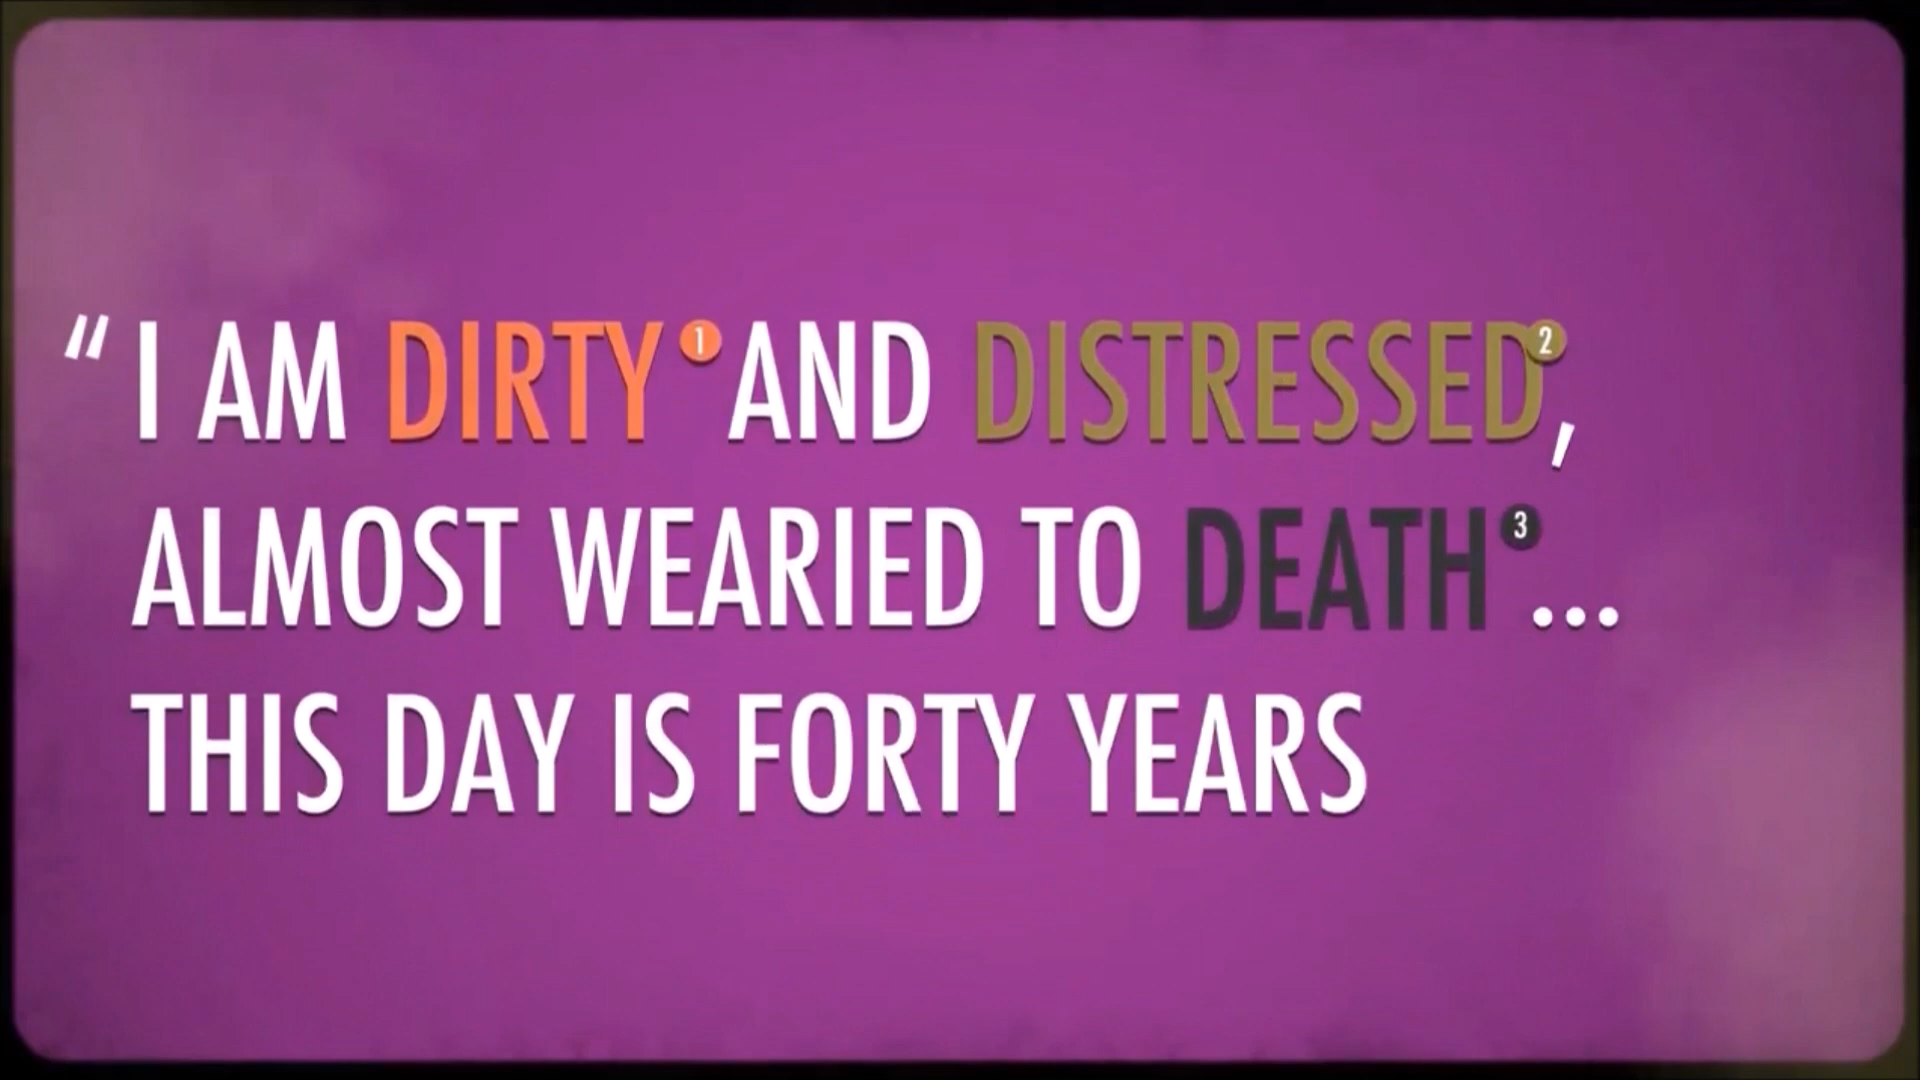 “I AM DIRTY 1 AND DISTRESSED 2,
ALMOST WEARIED TO DEATH 3...
THIS DAY IS FORTY YEARS